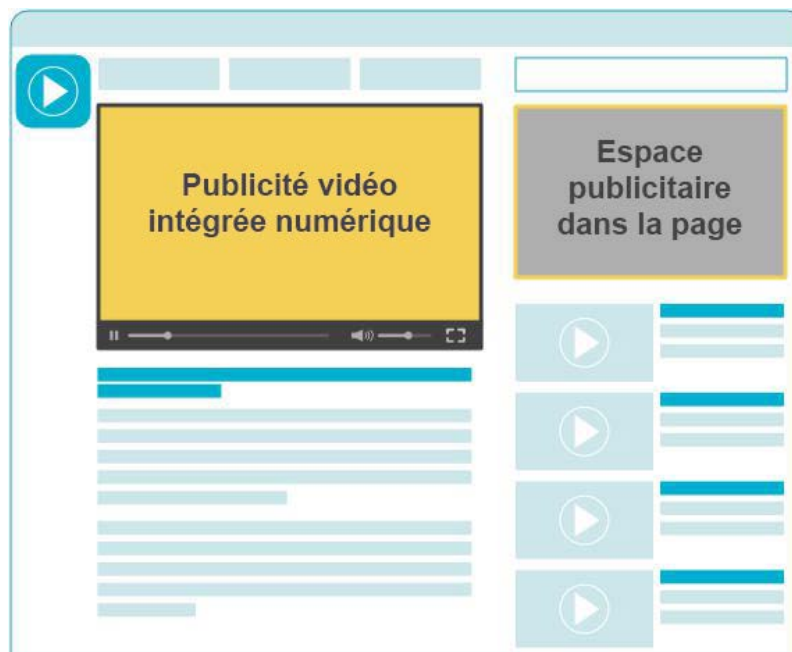 Publicité vidéo
intégrée numérique
Espace
publicitaire
dans la page